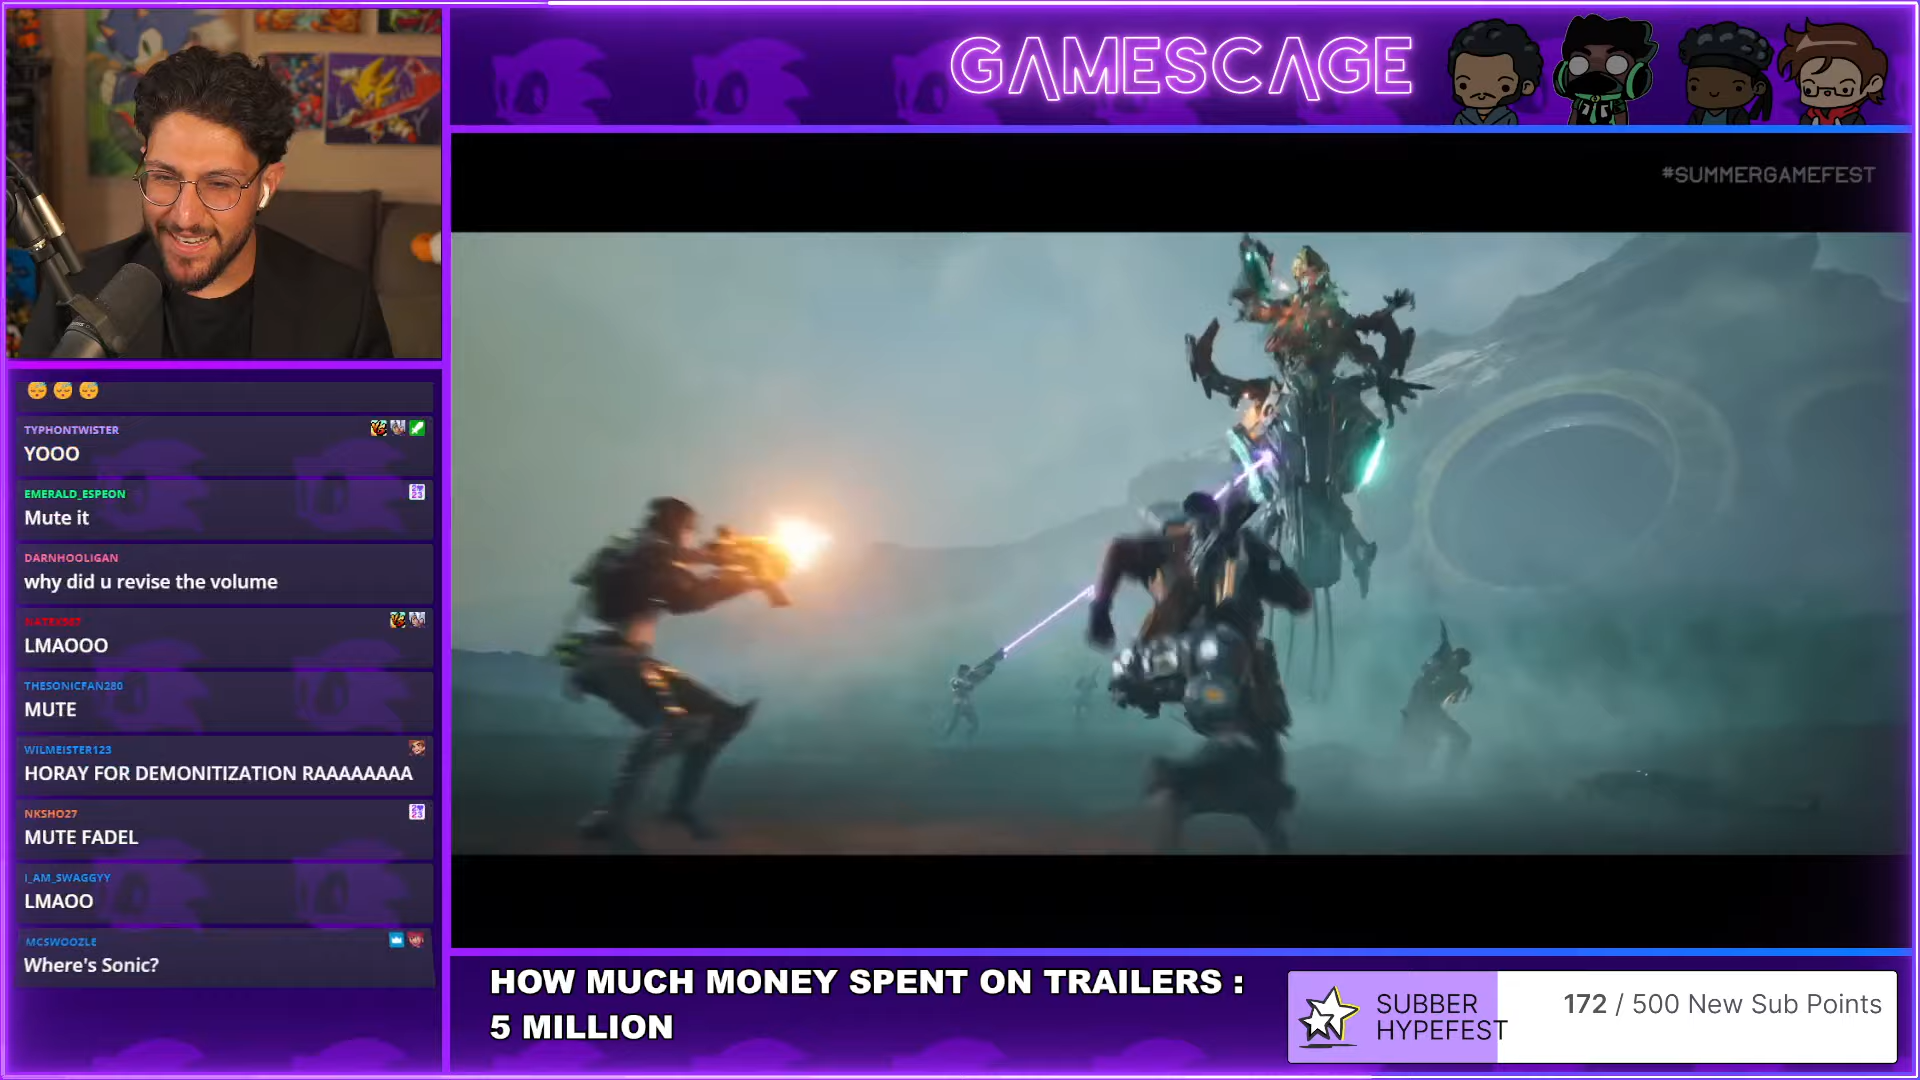 GAMESCAGE
#SUMMERGAMEFEST
TYPHONTWISTER
YOOO
EMERALD_ESPEON
Mute it
DARNHOOLIGAN
why did u revise the volume
LMAOOO
THESONICFAN280
MUTE
WILMEISTER123
HORAY FOR DEMONITIZATION RAAAAAAAA
NKSHO27
MUTE FADEL
I_AM_SWAGGYY
LMAOO
MCSWOOZLE
Where's Sonic?
HOW MUCH MONEY SPENT ON TRAILERS :
5 MILLION
SUBBER
HYPEFEST
172 / 500 New Sub Points